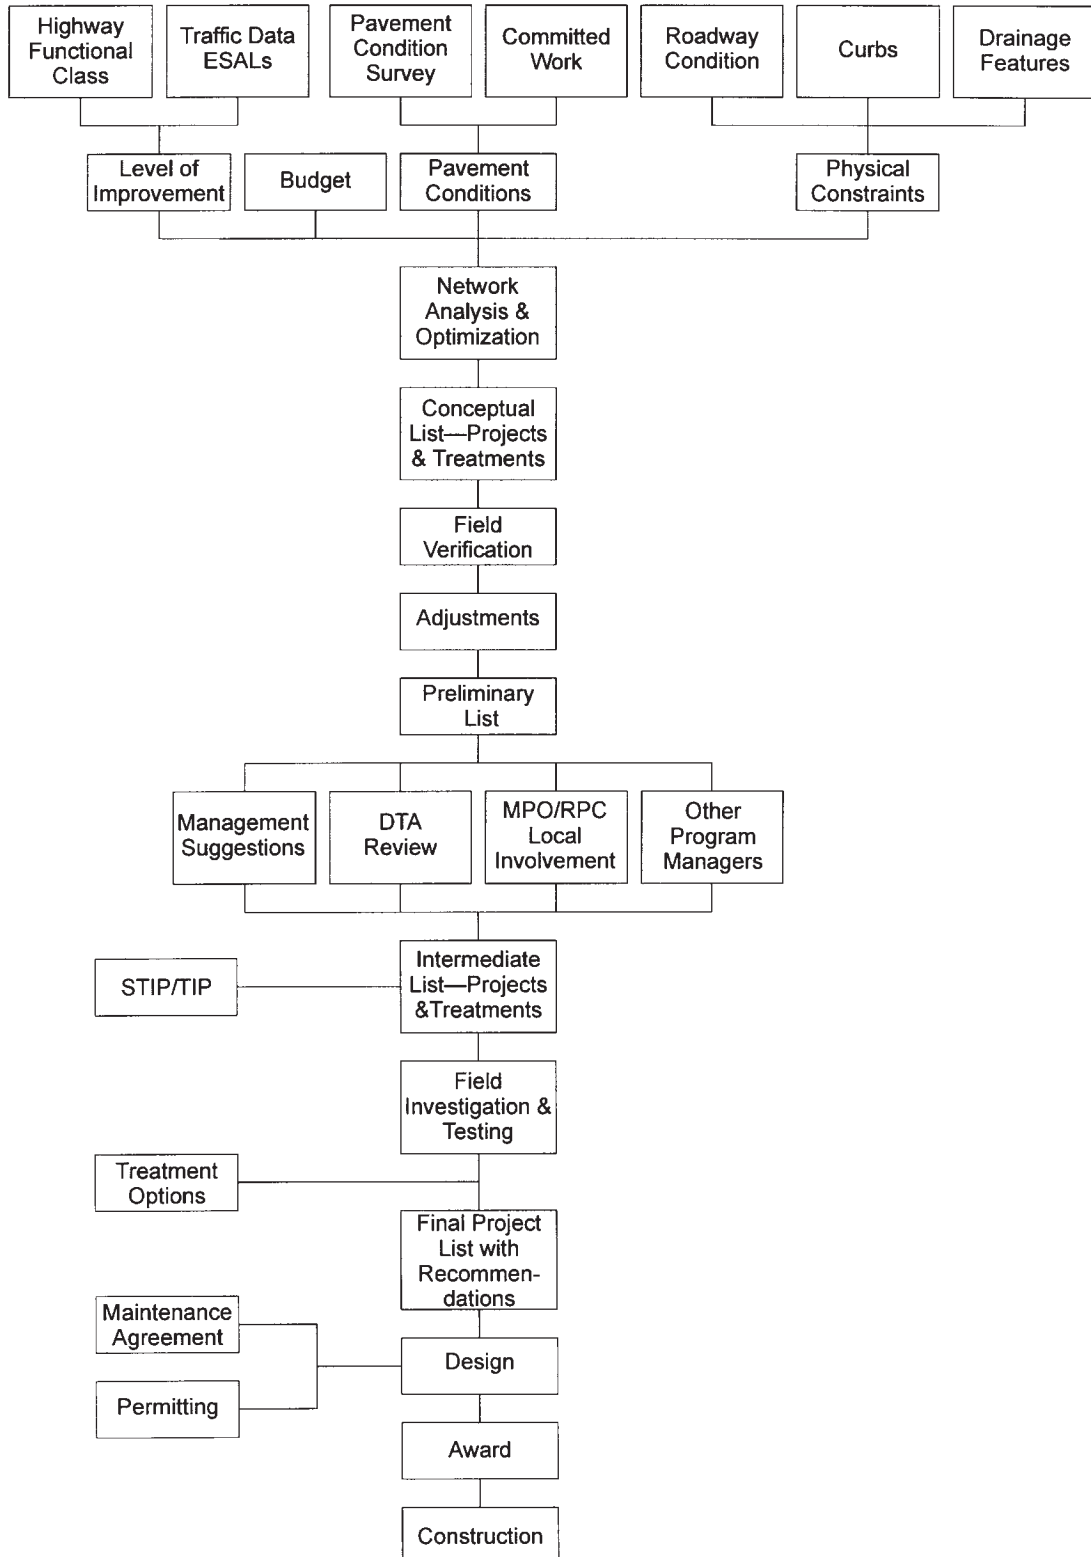 Highway
Functional
Class
Traffic Data
ESALs
Pavement
Condition
Survey
Committed
Work
Roadway
Condition
Curbs
Drainage
Features
Level of
Improvement
Budget
Pavement
Conditions
Physical
Constraints
Network
Analysis &
Optimization
Conceptual
List—Projects
& Treatments
Field
Verification
Adjustments
Preliminary
List
Management
Suggestions
DTA
Review
MPO/RPC
Local
Involvement
Other
Program
Managers
STIP/TIP
Intermediate
List—Projects
&Treatments
Field
Investigation &
Testing
Treatment
Options
Final Project
List with
Recommen-
dations
Maintenance
Agreement
Design
Permitting
Award
Construction